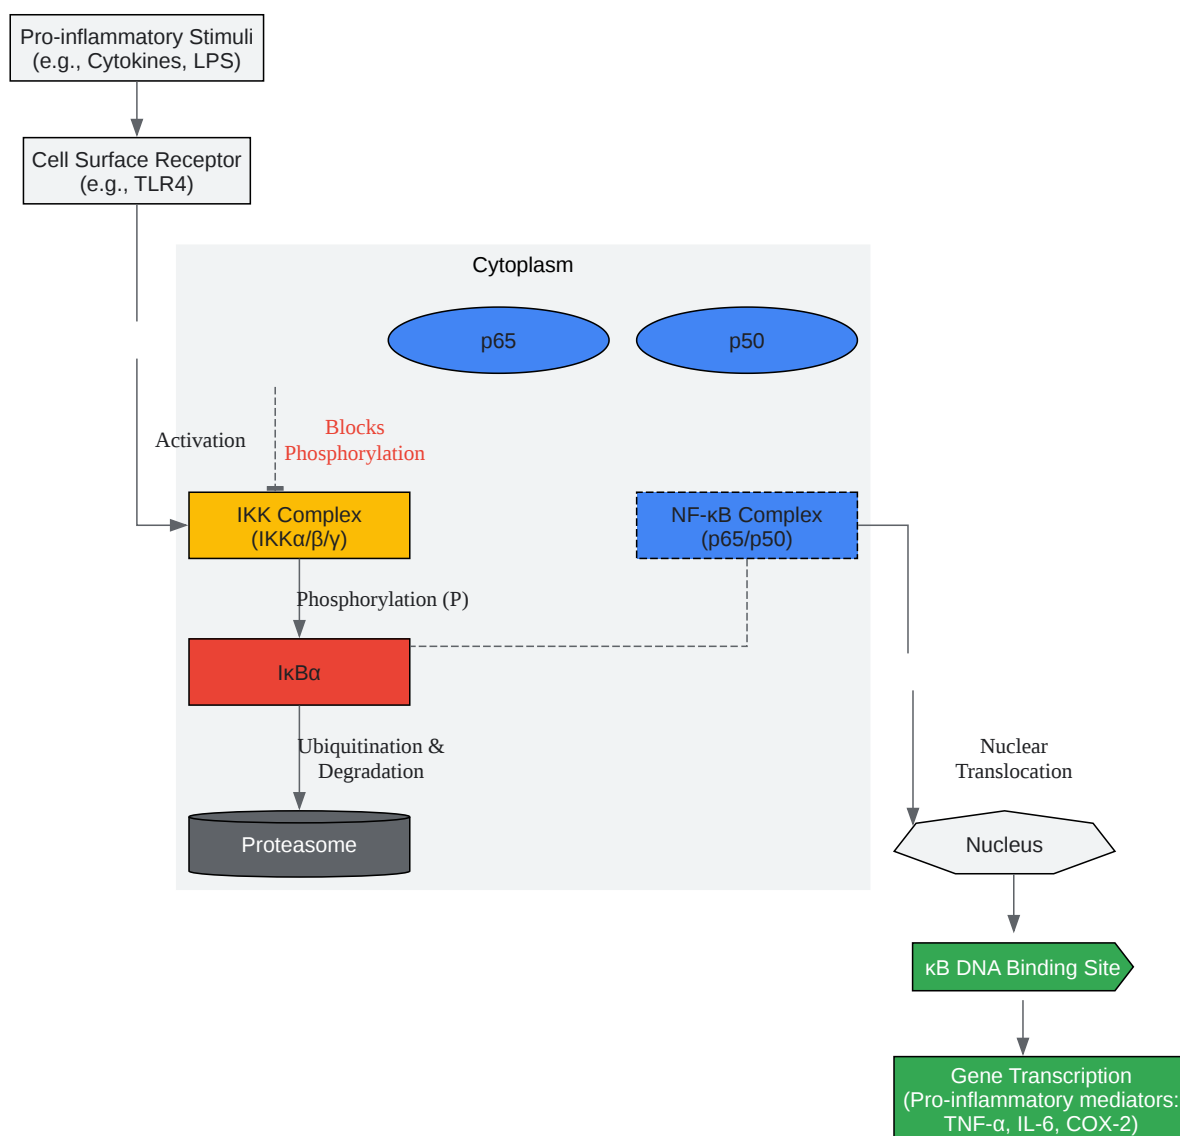 Pro-inflammatory Stimuli
(e.g., Cytokines, LPS)
Cell Surface Receptor
(e.g., TLR4)
Cytoplasm
p65
p50
Activation
Blocks
Phosphorylation
IKK Complex
(IKKα/β/γ)
NF-κB Complex
(p65/p50)
Phosphorylation (P)
IκBα
Ubiquitination &
Degradation
Nuclear
Translocation
Proteasome
Nucleus
κB DNA Binding Site
Gene Transcription
(Pro-inflammatory mediators:
TNF-α, IL-6, COX-2)